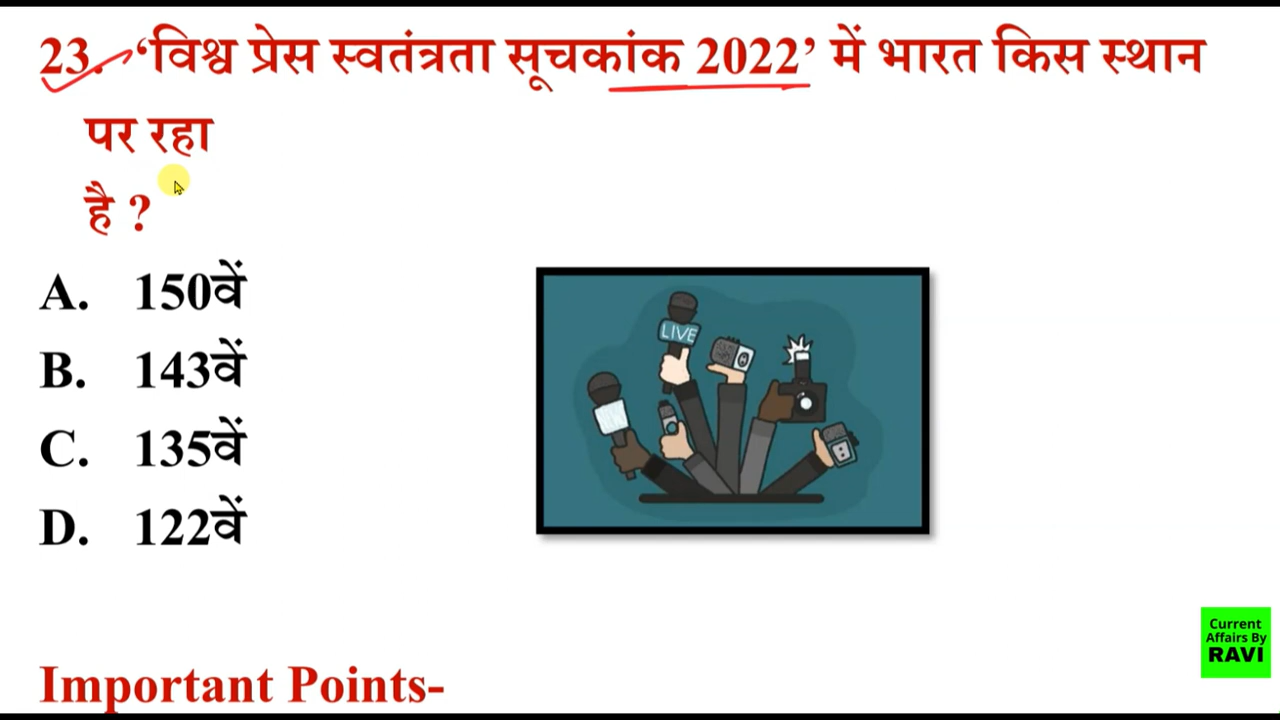 23. ‘विश्व प्रेस स्वतंत्रता सूचकांक 2022’ में भारत किस स्थान
पर रहा
है ?
A. 150वें
B. 143वें
C. 135वें
D. 122वें
LIVE
Important Points-
Current
Affairs By
RAVI